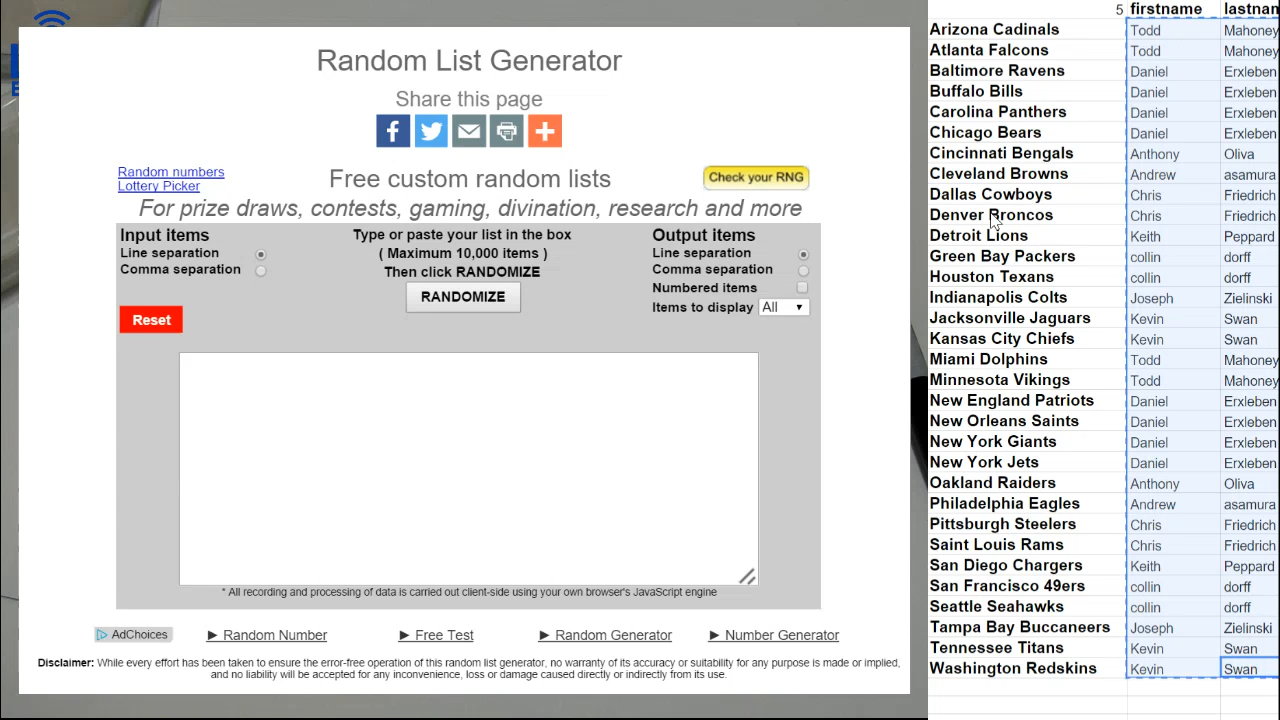 Random List Generator
Share this page
Random numbers
Lottery Picker
Free custom random lists
Check your RNG
For prize draws, contests, gaming, divination, research and more
Input items
Line separation
Comma separation
Reset
Type or paste your list in the box
( Maximum 10,000 items )
Then click RANDOMIZE
RANDOMIZE
Output items
Line separation
Comma separation
Numbered items
Items to display All
* All recording and processing of data is carried out client-side using your own browser's JavaScript engine
AdChoices
► Random Number
► Free Test
► Random Generator
► Number Generator
Disclaimer: While every effort has been taken to ensure the error-free operation of this random list generator, no warranty of its accuracy or suitability for any purpose is made or implied,
and no liability will be accepted for any inconvenience, loss or damage caused directly or indirectly from its use.
5 firstname lastnam
Arizona Cadinals Todd Mahoney
Atlanta Falcons Todd Mahoney
Baltimore Ravens Daniel Erxleben
Buffalo Bills Daniel Erxleben
Carolina Panthers Daniel Erxleben
Chicago Bears Daniel Erxleben
Cincinnati Bengals Anthony Oliva
Cleveland Browns Andrew asamura
Dallas Cowboys Chris Friedrich
Denver Broncos Chris Friedrich
Detroit Lions Keith Peppard
Green Bay Packers collin dorff
Houston Texans collin dorff
Indianapolis Colts Joseph Zielinski
Jacksonville Jaguars Kevin Swan
Kansas City Chiefs Kevin Swan
Miami Dolphins Todd Mahoney
Minnesota Vikings Todd Mahoney
New England Patriots Daniel Erxleben
New Orleans Saints Daniel Erxleben
New York Giants Daniel Erxleben
New York Jets Daniel Erxleben
Oakland Raiders Anthony Oliva
Philadelphia Eagles Andrew asamura
Pittsburgh Steelers Chris Friedrich
Saint Louis Rams Chris Friedrich
San Diego Chargers Keith Peppard
San Francisco 49ers collin dorff
Seattle Seahawks collin dorff
Tampa Bay Buccaneers Joseph Zielinski
Tennessee Titans Kevin Swan
Washington Redskins Kevin Swan